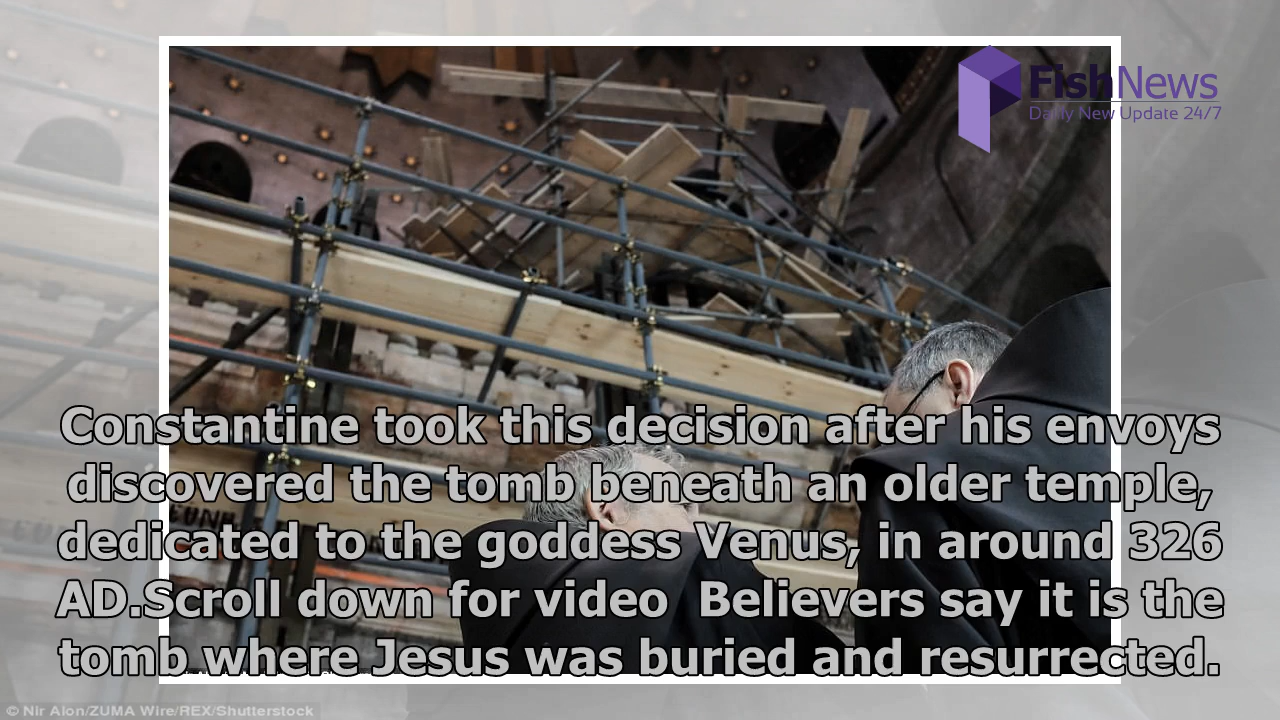 FishNews
Daily New Update 24/7
Constantine took this decision after his envoys
discovered the tomb beneath an older temple,
dedicated to the goddess Venus, in around 326
AD.Scroll down for video  Believers say it is the
tomb where Jesus was buried and resurrected.
© Nir Alon/ZUMA Wire/REX/Shutterstock